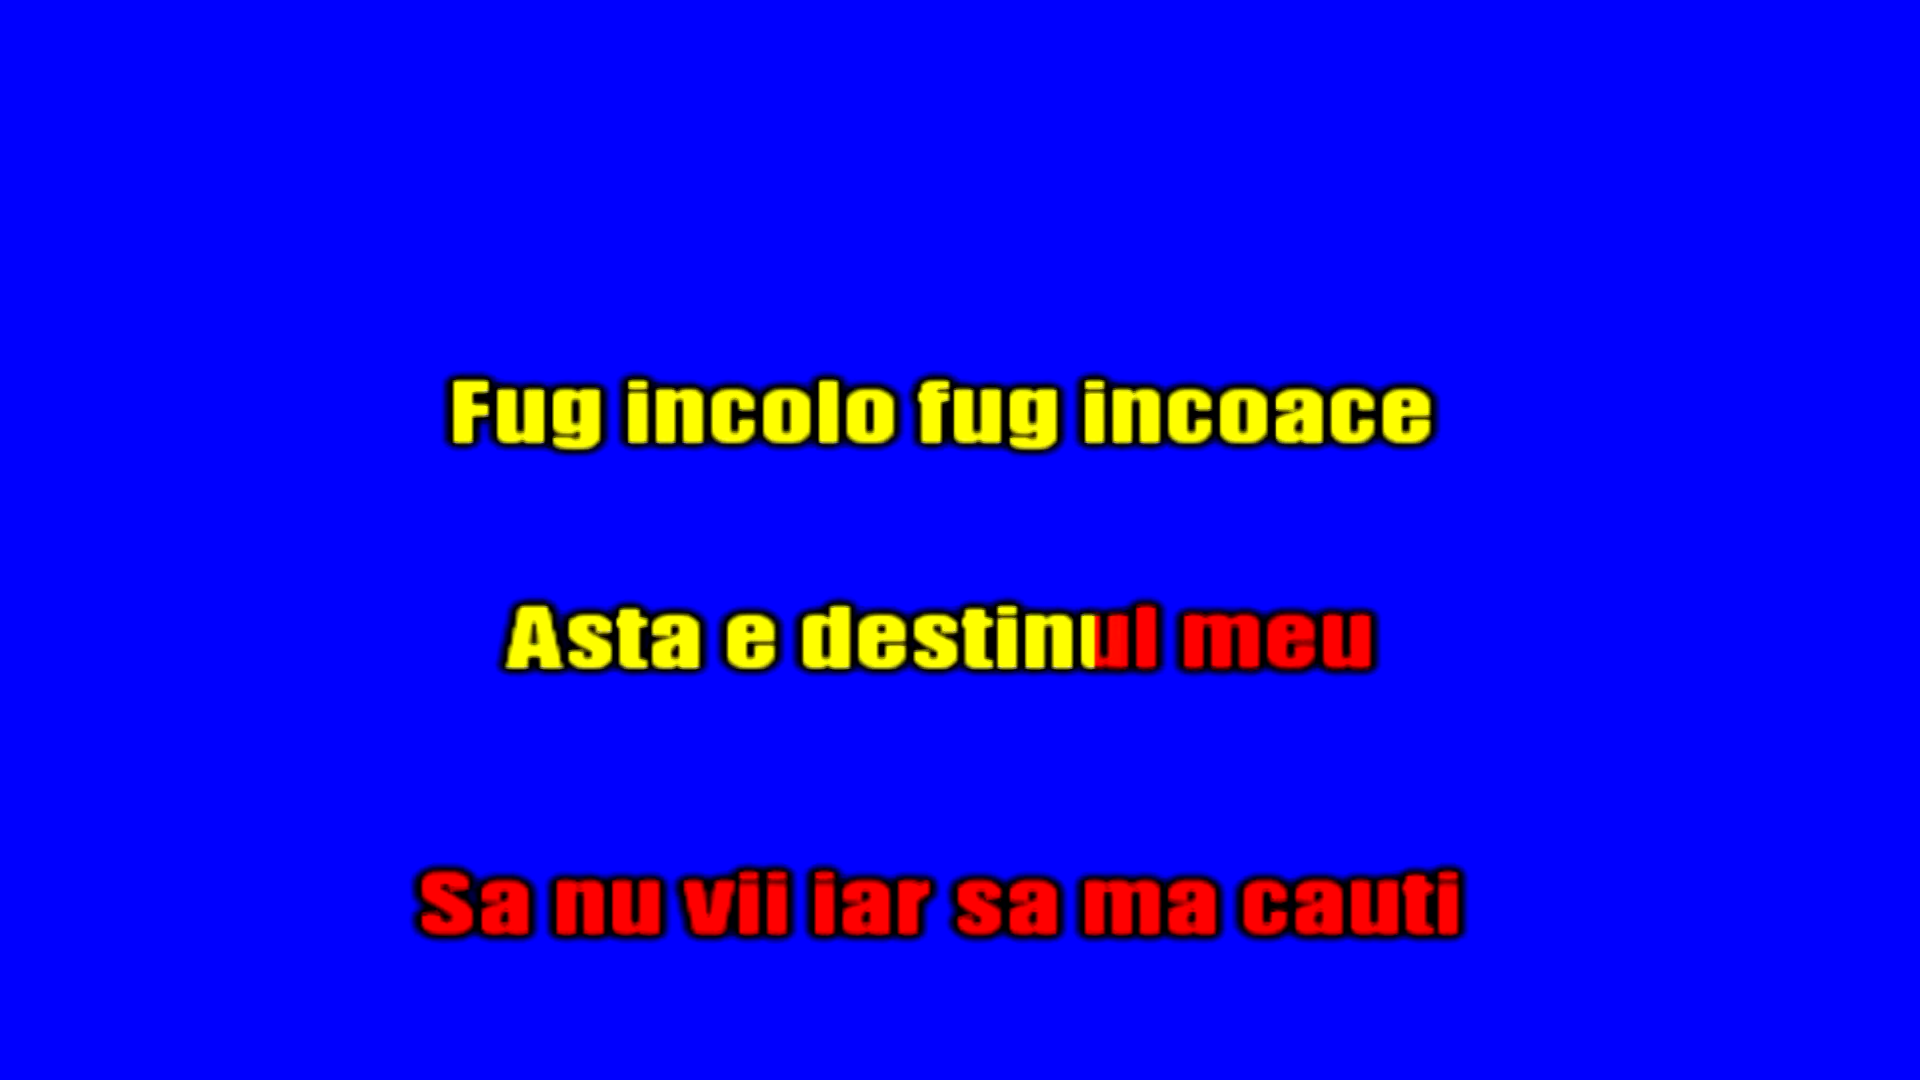 Fug incolo fug incoace
Asta e destinul meu
Sa nu vii iar sa ma cauti